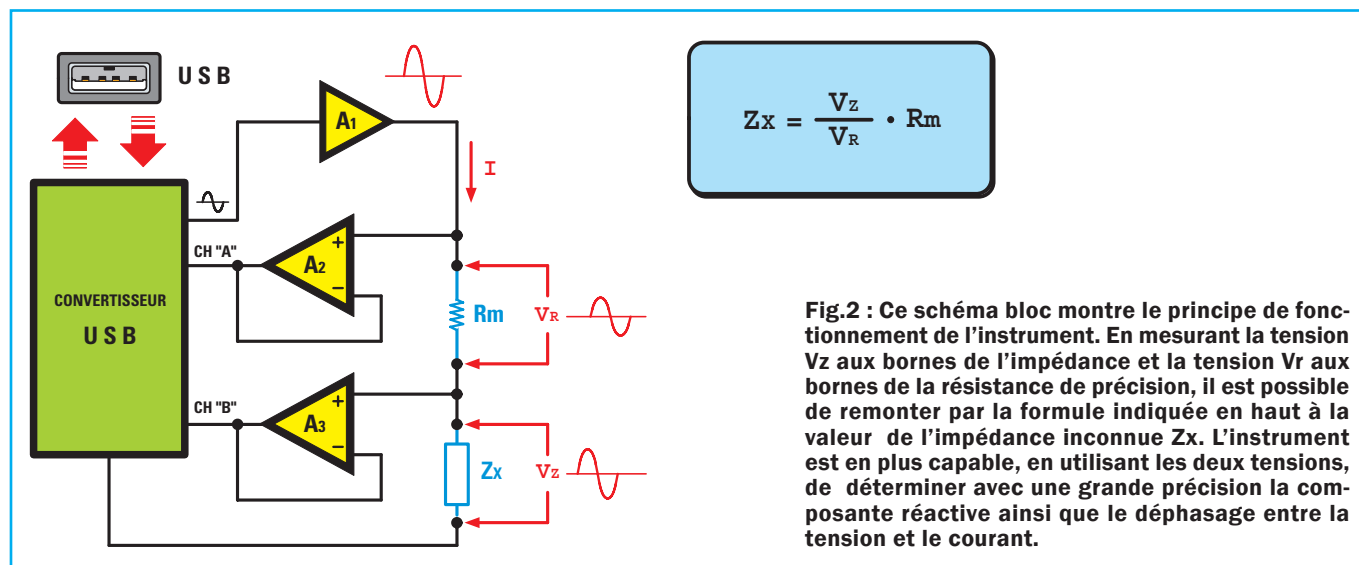 USB
A1
I
Zx = Vz / VR • Rm
CH "A"
+
A2
−
CONVERTISSEUR
USB
Rm
VR
CH "B"
+
A3
−
Zx
Vz
Fig.2 : Ce schéma bloc montre le principe de fonc-
tionnement de l'instrument. En mesurant la tension
Vz aux bornes de l'impédance et la tension Vr aux
bornes de la résistance de précision, il est possible
de remonter par la formule indiquée en haut à la
valeur de l'impédance inconnue Zx. L'instrument
est en plus capable, en utilisant les deux tensions,
de déterminer avec une grande précision la com-
posante réactive ainsi que le déphasage entre la
tension et le courant.